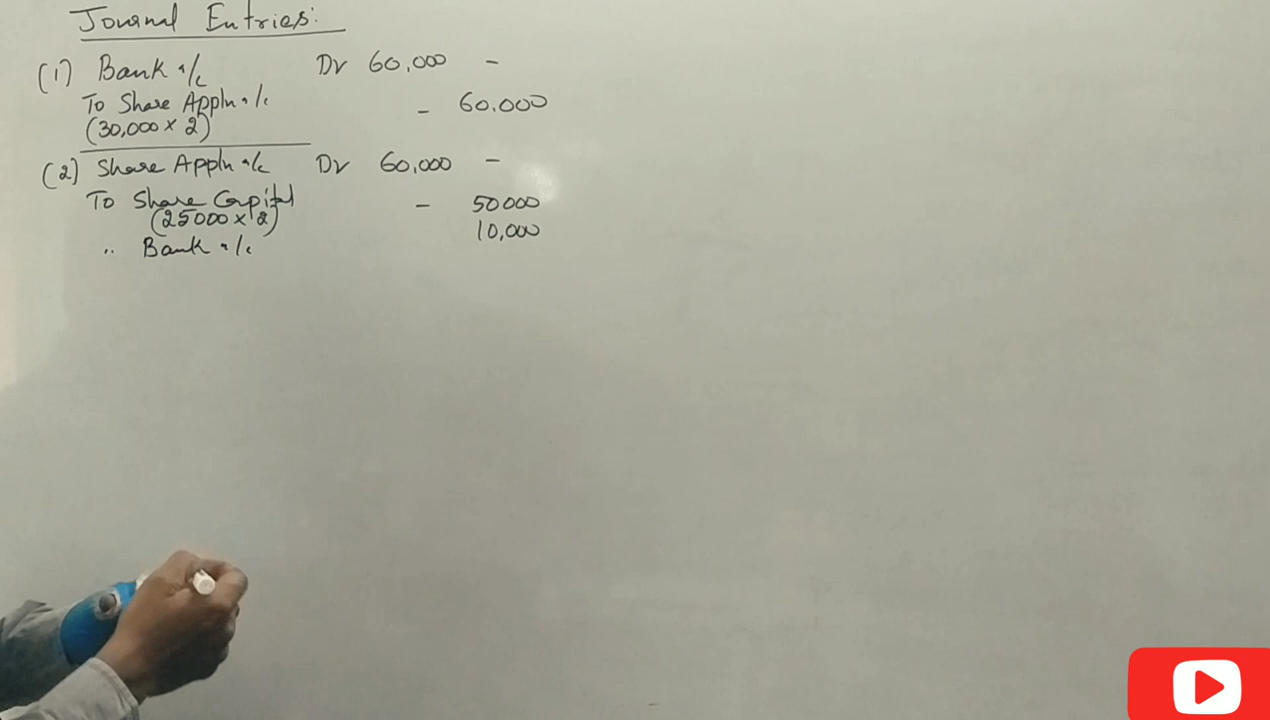 Journal Entries:
(1) Bank a/c Dr 60,000 -
To Share Appln a/c - 60.000
(30,000 x 2)
(2) Share Appln a/c Dr 60,000 -
To Share Capital - 50000
(25000 x 2)
" Bank a/c 10,000